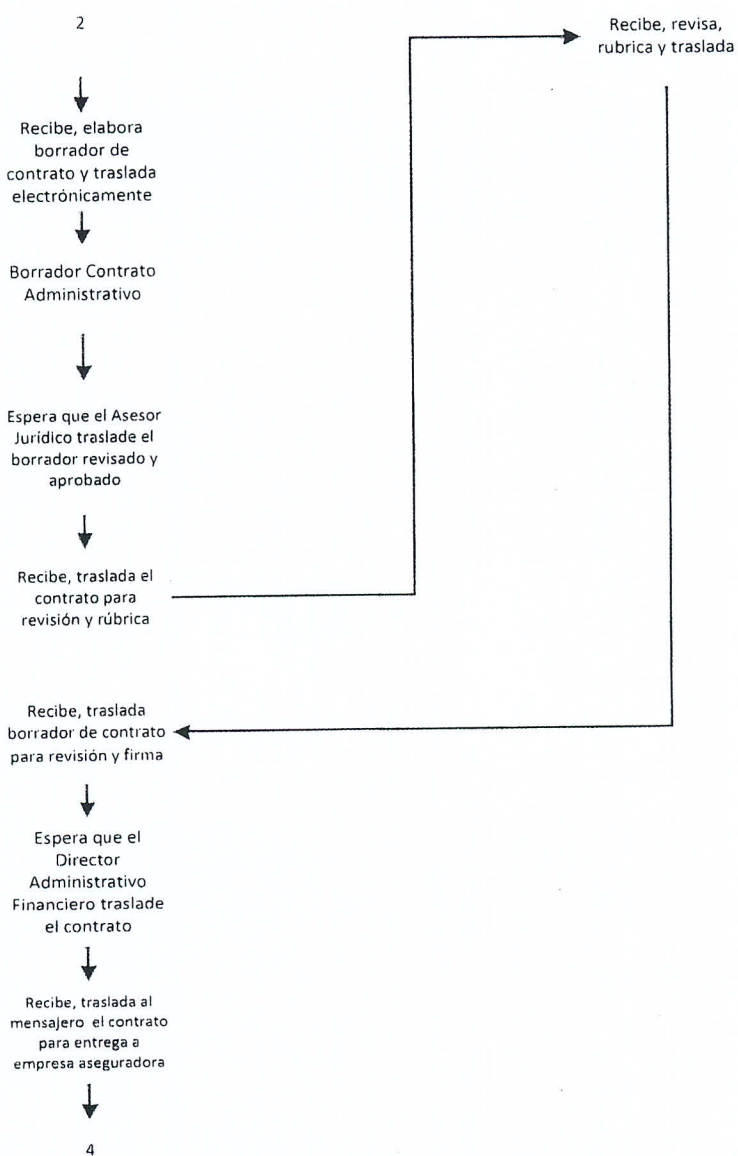 2
Recibe, elabora
borrador de
contrato y traslada
electrónicamente
Borrador Contrato
Administrativo
Espera que el Asesor
Jurídico traslade el
borrador revisado y
aprobado
Recibe, traslada el
contrato para
revisión y rúbrica
Recibe, revisa,
rubrica y traslada
Recibe, traslada
borrador de contrato
para revisión y firma
Espera que el
Director
Administrativo
Financiero traslade
el contrato
Recibe, traslada al
mensajero el contrato
para entrega a
empresa aseguradora
4